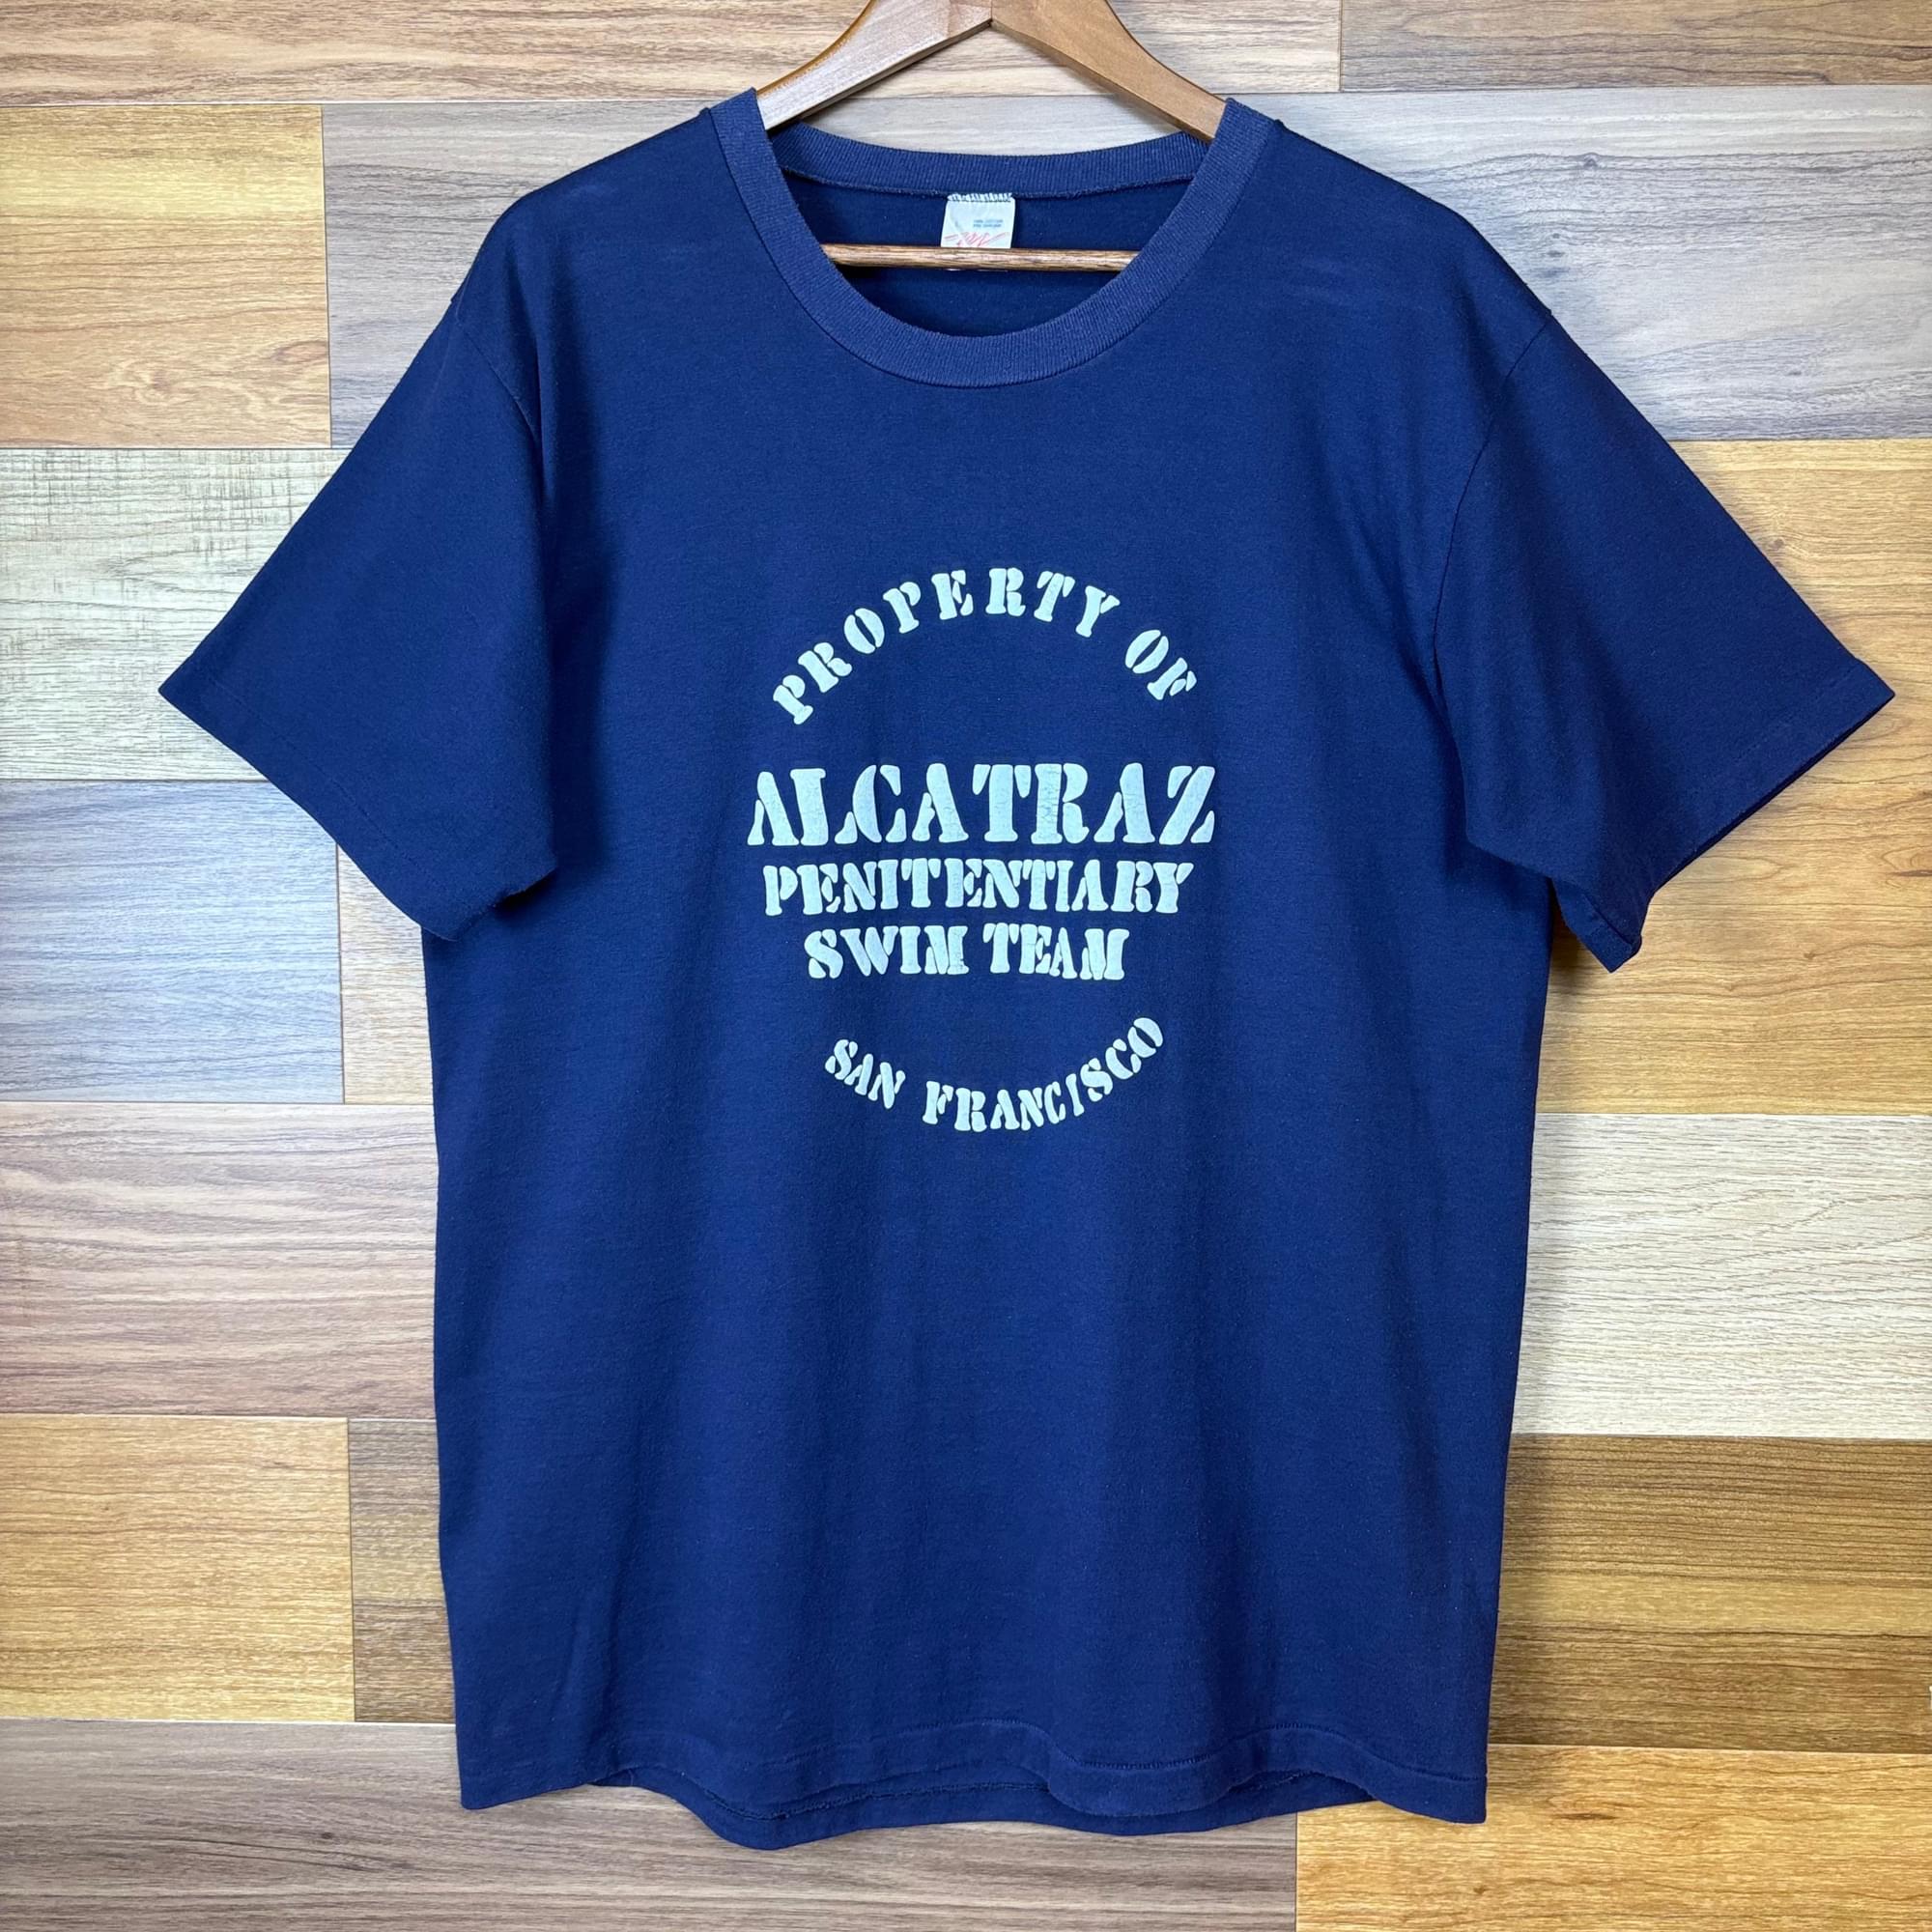 PROPERTY OF
ALCATRAZ
PENITENTIARY
SWIM TEAM
SAN FRANCISCO